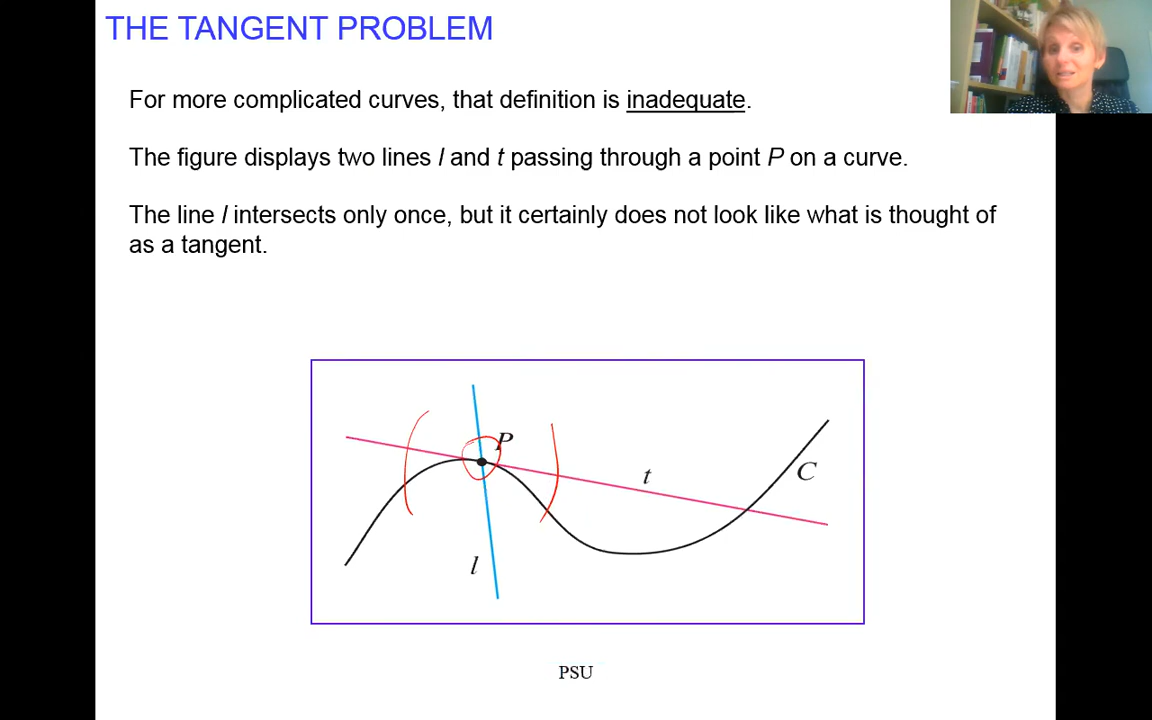 THE TANGENT PROBLEM
For more complicated curves, that definition is inadequate.
The figure displays two lines l and t passing through a point P on a curve.
The line l intersects only once, but it certainly does not look like what is thought of
as a tangent.
P
t
C
l
PSU